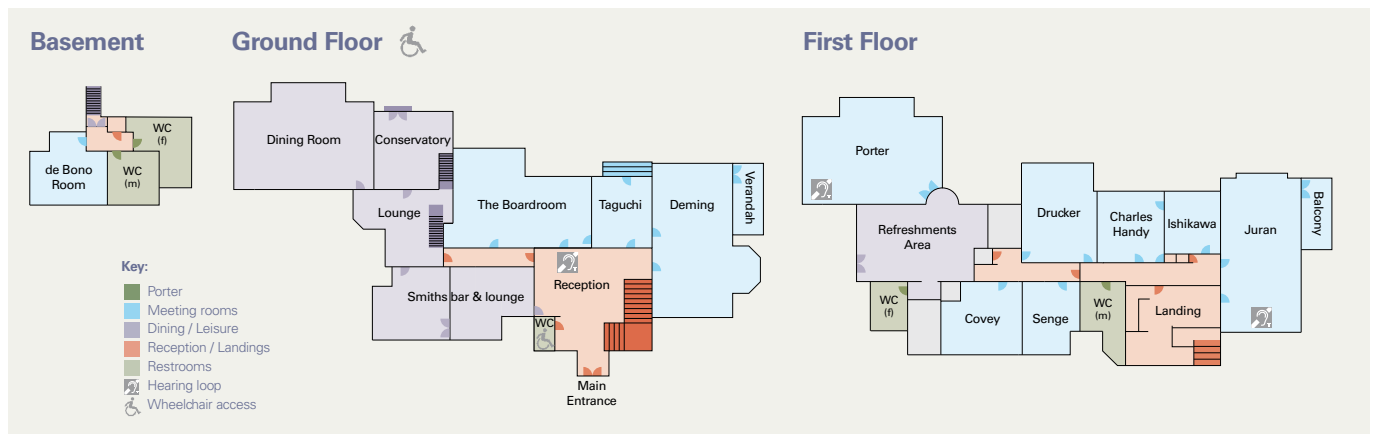 Basement
Ground Floor
First Floor
WC
(f)
de Bono
Room
WC
(m)
Key:
Porter
Meeting rooms
Dining / Leisure
Reception / Landings
Restrooms
Hearing loop
Wheelchair access
Dining Room
Conservatory
Lounge
The Boardroom
Taguchi
Deming
Verandah
Smiths bar & lounge
Reception
WC
Main
Entrance
Porter
Refreshments
Area
Drucker
Charles
Handy
Ishikawa
Juran
Balcony
WC
(f)
Covey
Senge
WC
(m)
Landing